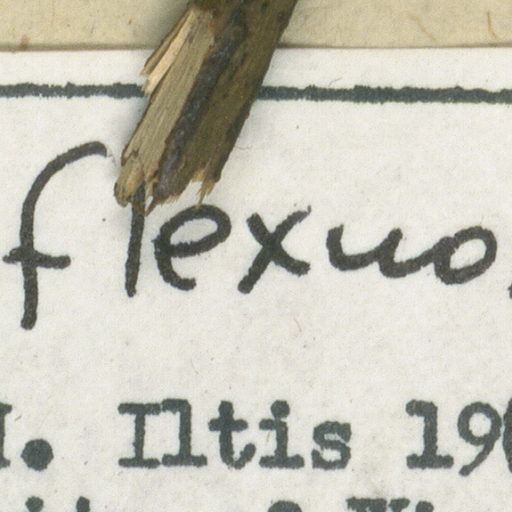 flexuo
. Iltis 19